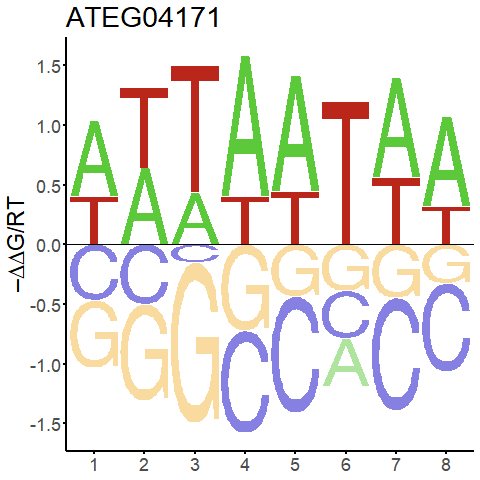 ATEG04171
−ΔΔG/RT
1.5
1.0
0.5
0.0
-0.5
-1.0
-1.5
A T T A A T A A
T A A T T T T
C C C G G G G G
G G G C C C C C
A
1 2 3 4 5 6 7 8